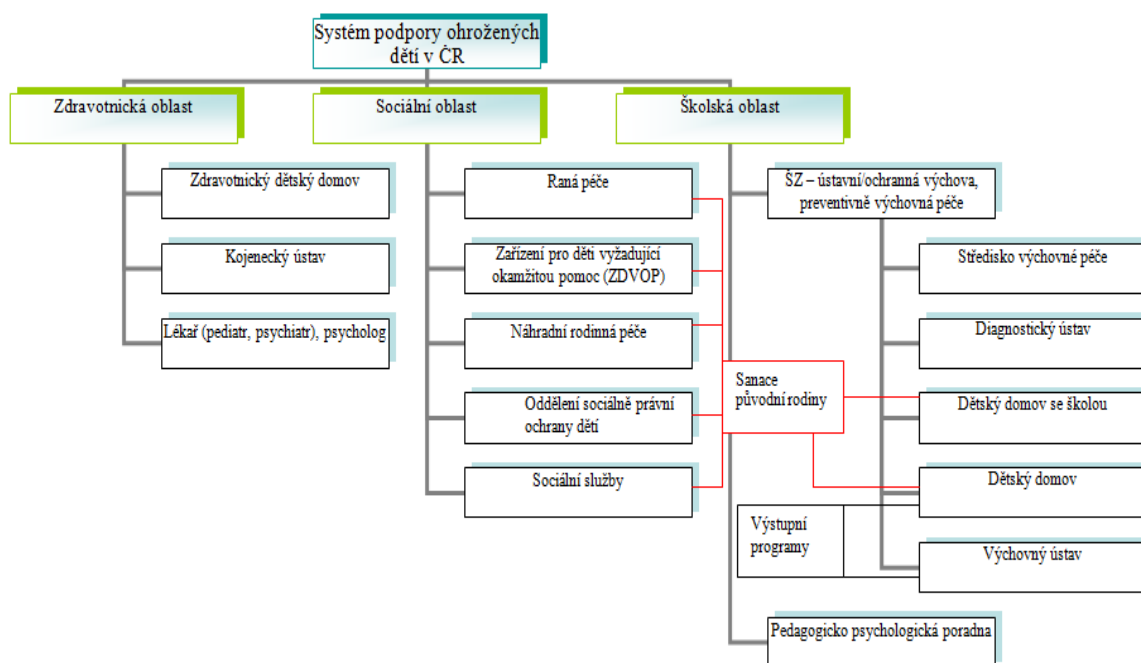 Systém podpory ohrožených
dětí v ČR
Zdravotnická oblast
Sociální oblast
Školská oblast
Zdravotnický dětský domov
Kojenecký ústav
Lékař (pediatr, psychiatr), psycholog
Raná péče
Zařízení pro děti vyžadující
okamžitou pomoc (ZDVOP)
Náhradní rodinná péče
Oddělení sociálně právní
ochrany dětí
Sociální služby
Sanace
původní rodiny
ŠZ – ústavní/ochranná výchova,
preventivně výchovná péče
Středisko výchovné péče
Diagnostický ústav
Dětský domov se školou
Dětský domov
Výchovný ústav
Výstupní
programy
Pedagogicko psychologická poradna